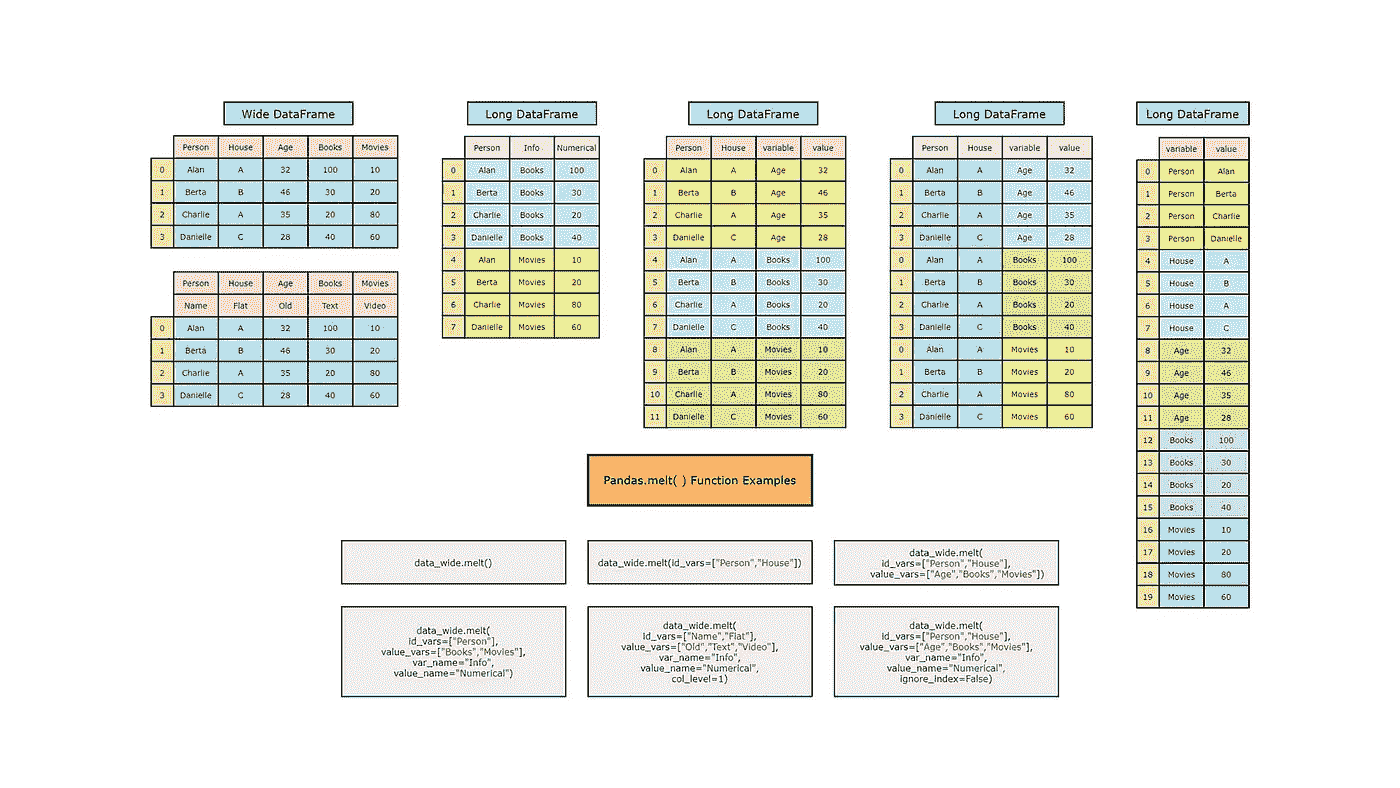 Wide DataFrame
Person House Age Books Movies
0 Alan A 32 100 10
1 Berta B 46 30 20
2 Charlie A 35 20 80
3 Danielle C 28 40 60
Person House Age Books Movies
Name Flat Old Text Video
0 Alan A 32 100 10
1 Berta B 46 30 20
2 Charlie A 35 20 80
3 Danielle C 28 40 60
Long DataFrame
Person Info Numerical
0 Alan Books 100
1 Berta Books 30
2 Charlie Books 20
3 Danielle Books 40
4 Alan Movies 10
5 Berta Movies 20
6 Charlie Movies 80
7 Danielle Movies 60
Long DataFrame
Person House variable value
0 Alan A Age 32
1 Berta B Age 46
2 Charlie A Age 35
3 Danielle C Age 28
4 Alan A Books 100
5 Berta B Books 30
6 Charlie A Books 20
7 Danielle C Books 40
8 Alan A Movies 10
9 Berta B Movies 20
10 Charlie A Movies 80
11 Danielle C Movies 60
Long DataFrame
Person House variable value
0 Alan A Age 32
1 Berta B Age 46
2 Charlie A Age 35
3 Danielle C Age 28
0 Alan A Books 100
1 Berta B Books 30
2 Charlie A Books 20
3 Danielle C Books 40
0 Alan A Movies 10
1 Berta B Movies 20
2 Charlie A Movies 80
3 Danielle C Movies 60
Long DataFrame
variable value
0 Person Alan
1 Person Berta
2 Person Charlie
3 Person Danielle
4 House A
5 House B
6 House A
7 House C
8 Age 32
9 Age 46
10 Age 35
11 Age 28
12 Books 100
13 Books 30
14 Books 20
15 Books 40
16 Movies 10
17 Movies 20
18 Movies 80
19 Movies 60
Pandas.melt( ) Function Examples
data_wide.melt()
data_wide.melt(id_vars=["Person","House"])
data_wide.melt(
id_vars=["Person","House"],
value_vars=["Age","Books","Movies"])
data_wide.melt(
id_vars=["Person"],
value_vars=["Books","Movies"],
var_name="Info",
value_name="Numerical")
data_wide.melt(
id_vars=["Name","Flat"],
value_vars=["Old","Text","Video"],
var_name="Info",
value_name="Numerical",
col_level=1)
data_wide.melt(
id_vars=["Person","House"],
value_vars=["Age","Books","Movies"],
var_name="Info",
value_name="Numerical",
ignore_index=False)